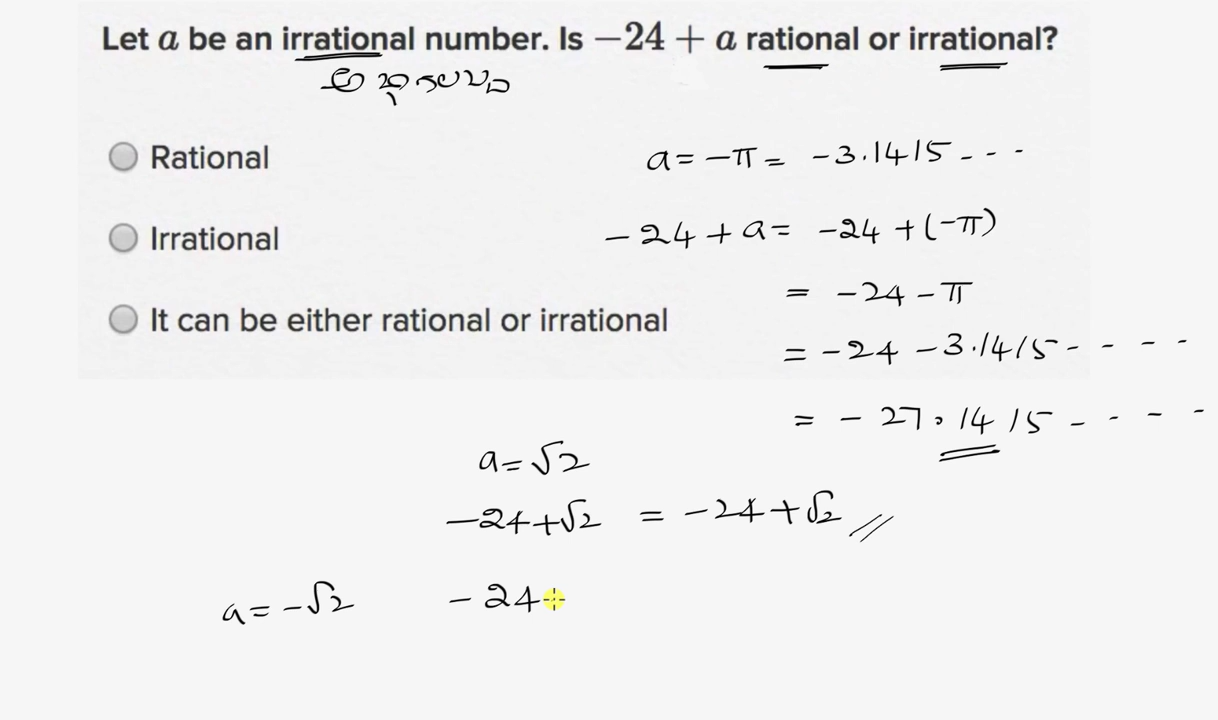 Let a be an irrational number. Is −24 + a rational or irrational?
Rational
Irrational
It can be either rational or irrational
a = −π = −3.1415 - - -
−24 + a = −24 + (−π)
= −24 − π
= −24 − 3.1415 - - - -
= −27.1415 - - - -
a = √2
−24+√2 = −24+√2 //
a = −√2 −24+